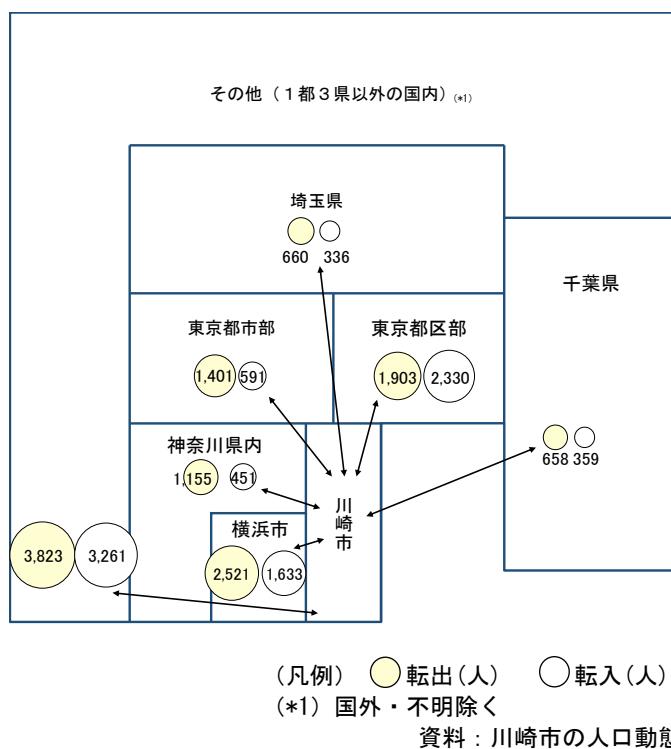 その他（１都３県以外の国内）(*1)
埼玉県
660 336
千葉県
東京都市部
東京都区部
1,401 591
1,903 2,330
658 359
神奈川県内
1,155 451
川崎市
横浜市
3,823 3,261
2,521 1,633
(凡例) 転出(人) 転入(人)
(*1) 国外・不明除く
資料：川崎市の人口動